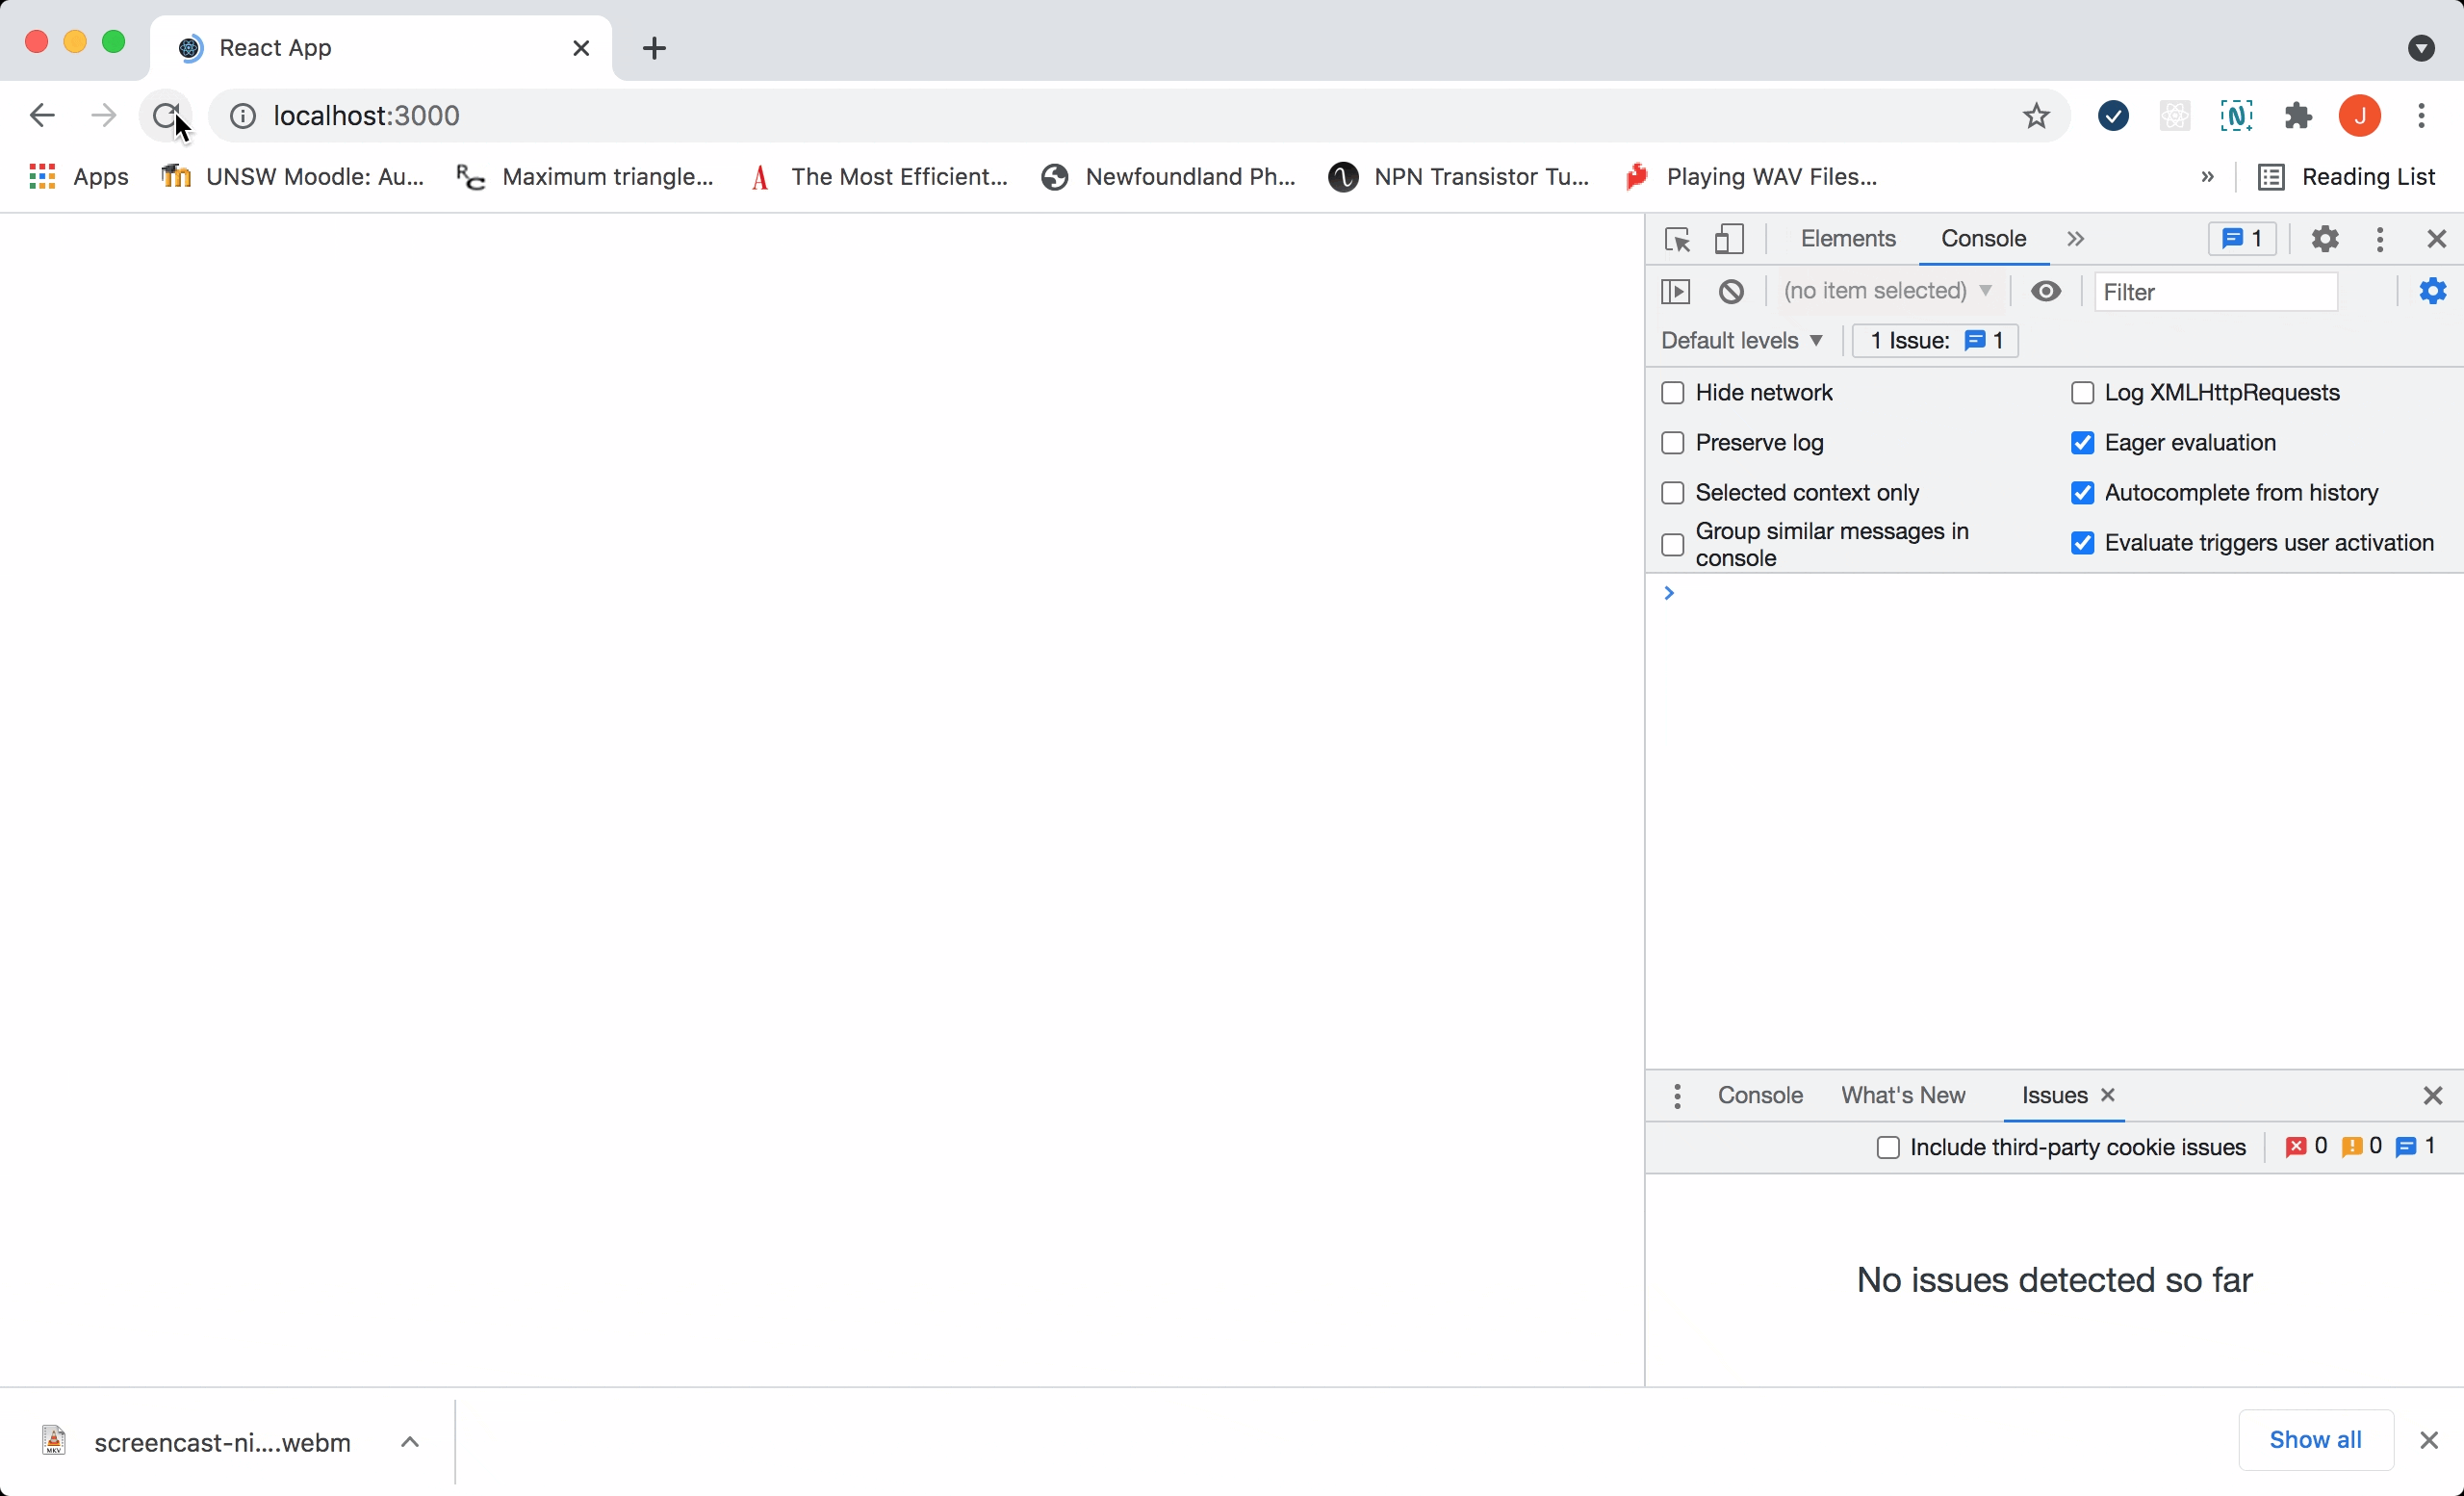 React App
localhost:3000
J
Apps UNSW Moodle: Au... Maximum triangle... The Most Efficient... Newfoundland Ph... NPN Transistor Tu... Playing WAV Files... » Reading List
Elements Console » 1
(no item selected) ▼ Filter
Default levels ▼ 1 Issue: 1
Hide network Log XMLHttpRequests
Preserve log Eager evaluation
Selected context only Autocomplete from history
Group similar messages in
console
Evaluate triggers user activation
Console What's New Issues
Include third-party cookie issues 0 0 1
No issues detected so far
MKV
screencast-ni....webm Show all